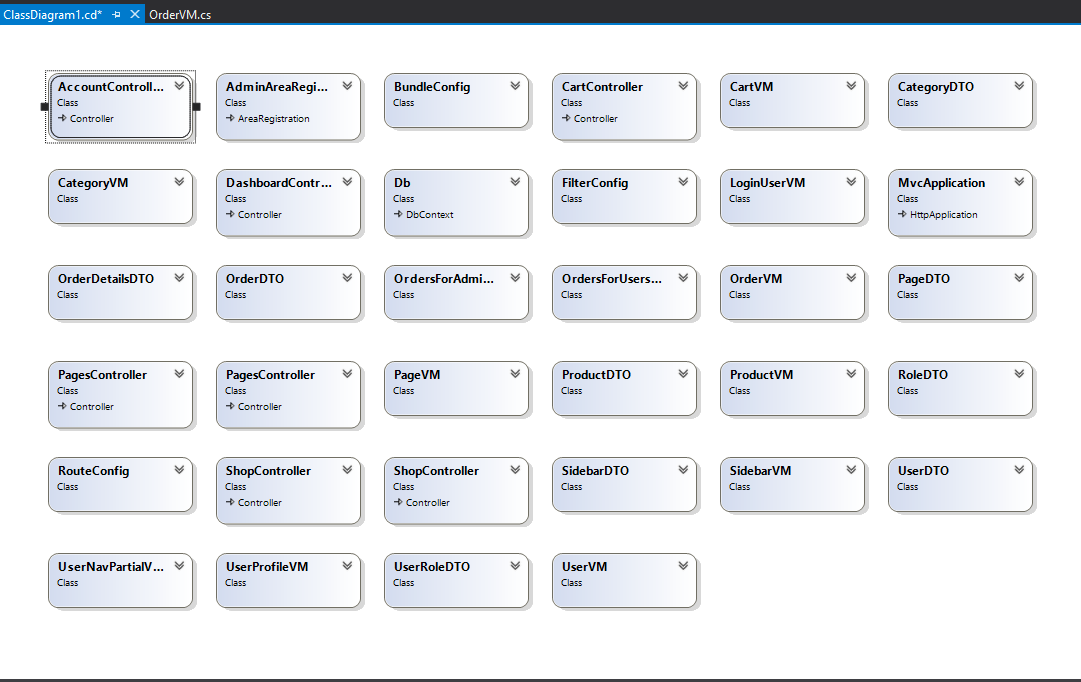 ClassDiagram1.cd* OrderVM.cs
AccountControll...
Class
Controller
AdminAreaRegi...
Class
AreaRegistration
BundleConfig
Class
CartController
Class
Controller
CartVM
Class
CategoryDTO
Class
CategoryVM
Class
DashboardContr...
Class
Controller
Db
Class
DbContext
FilterConfig
Class
LoginUserVM
Class
MvcApplication
Class
HttpApplication
OrderDetailsDTO
Class
OrderDTO
Class
OrdersForAdmi...
Class
OrdersForUsers...
Class
OrderVM
Class
PageDTO
Class
PagesController
Class
Controller
PagesController
Class
Controller
PageVM
Class
ProductDTO
Class
ProductVM
Class
RoleDTO
Class
RouteConfig
Class
ShopController
Class
Controller
ShopController
Class
Controller
SidebarDTO
Class
SidebarVM
Class
UserDTO
Class
UserNavPartialV...
Class
UserProfileVM
Class
UserRoleDTO
Class
UserVM
Class